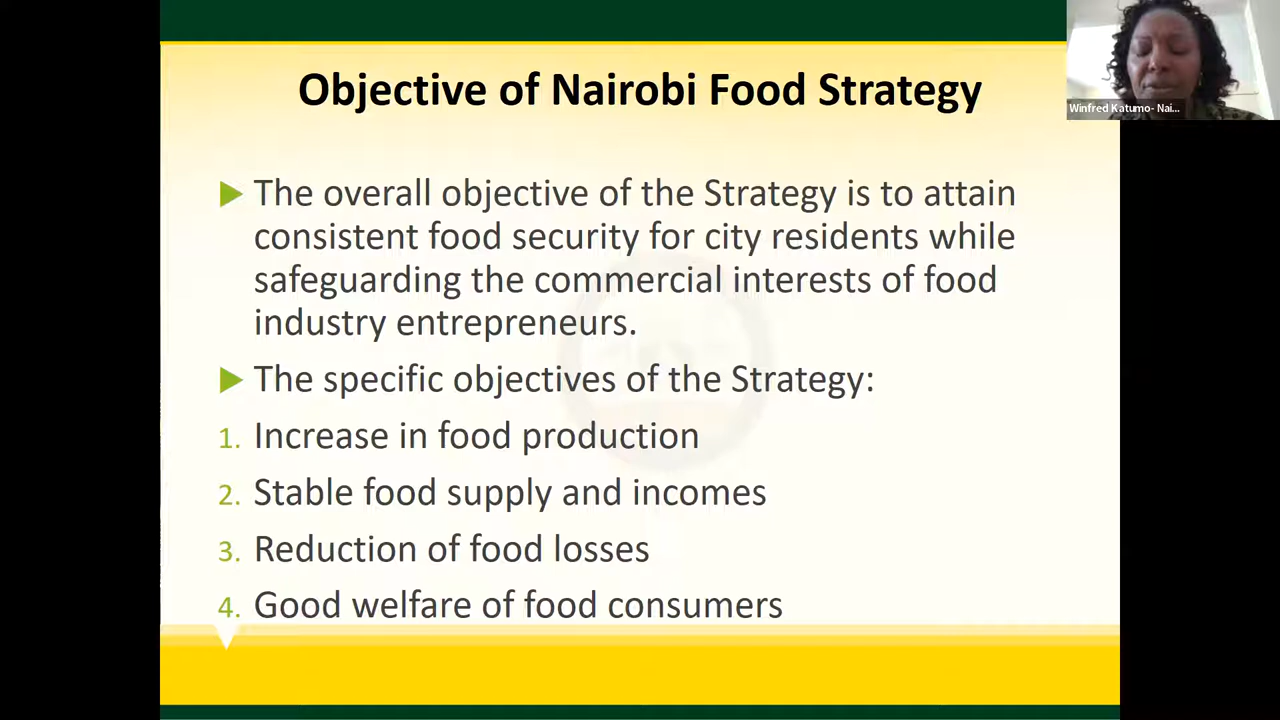 Objective of Nairobi Food Strategy
Winfred Katumo- Nai...
The overall objective of the Strategy is to attain
consistent food security for city residents while
safeguarding the commercial interests of food
industry entrepreneurs.
The specific objectives of the Strategy:
1. Increase in food production
2. Stable food supply and incomes
3. Reduction of food losses
4. Good welfare of food consumers